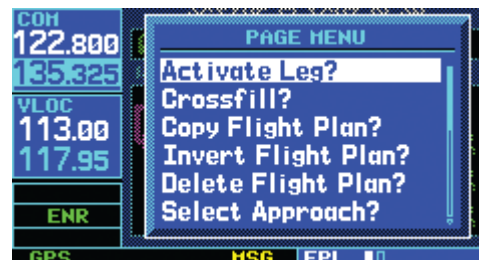 COM
122.800
135.325
VLOC
113.00
117.95
ENR
PAGE MENU
Activate Leg?
Crossfill?
Copy Flight Plan?
Invert Flight Plan?
Delete Flight Plan?
Select Approach?
GPS MSG FPL